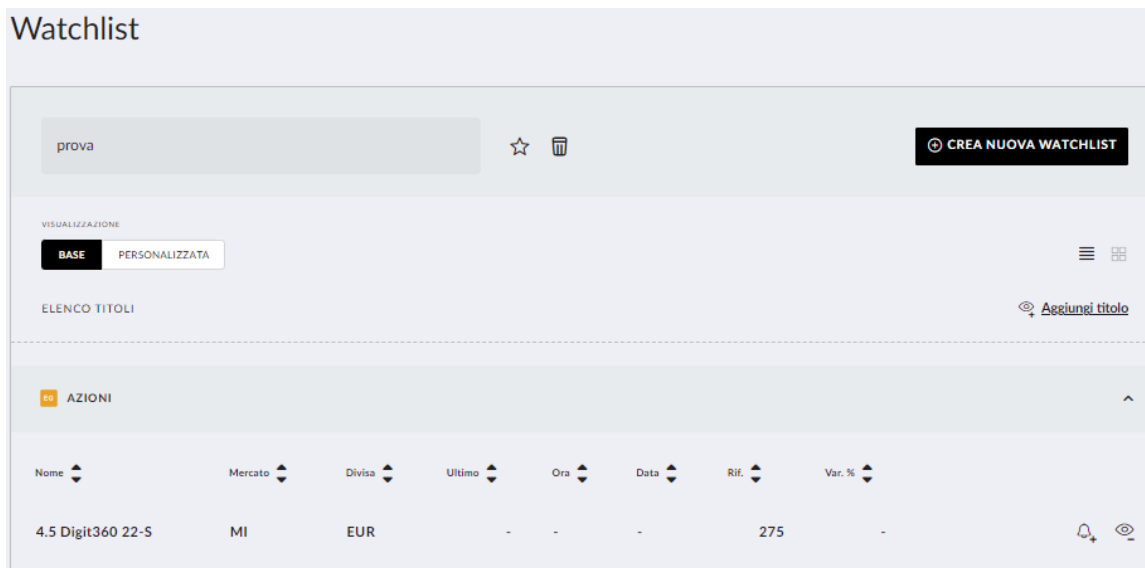 Watchlist
prova
CREA NUOVA WATCHLIST
VISUALIZZAZIONE
BASE PERSONALIZZATA
ELENCO TITOLI Aggiungi titolo
EQ AZIONI
Nome Mercato Divisa Ultimo Ora Data Rif. Var. %
4.5 Digit360 22-S MI EUR - - - 275 -